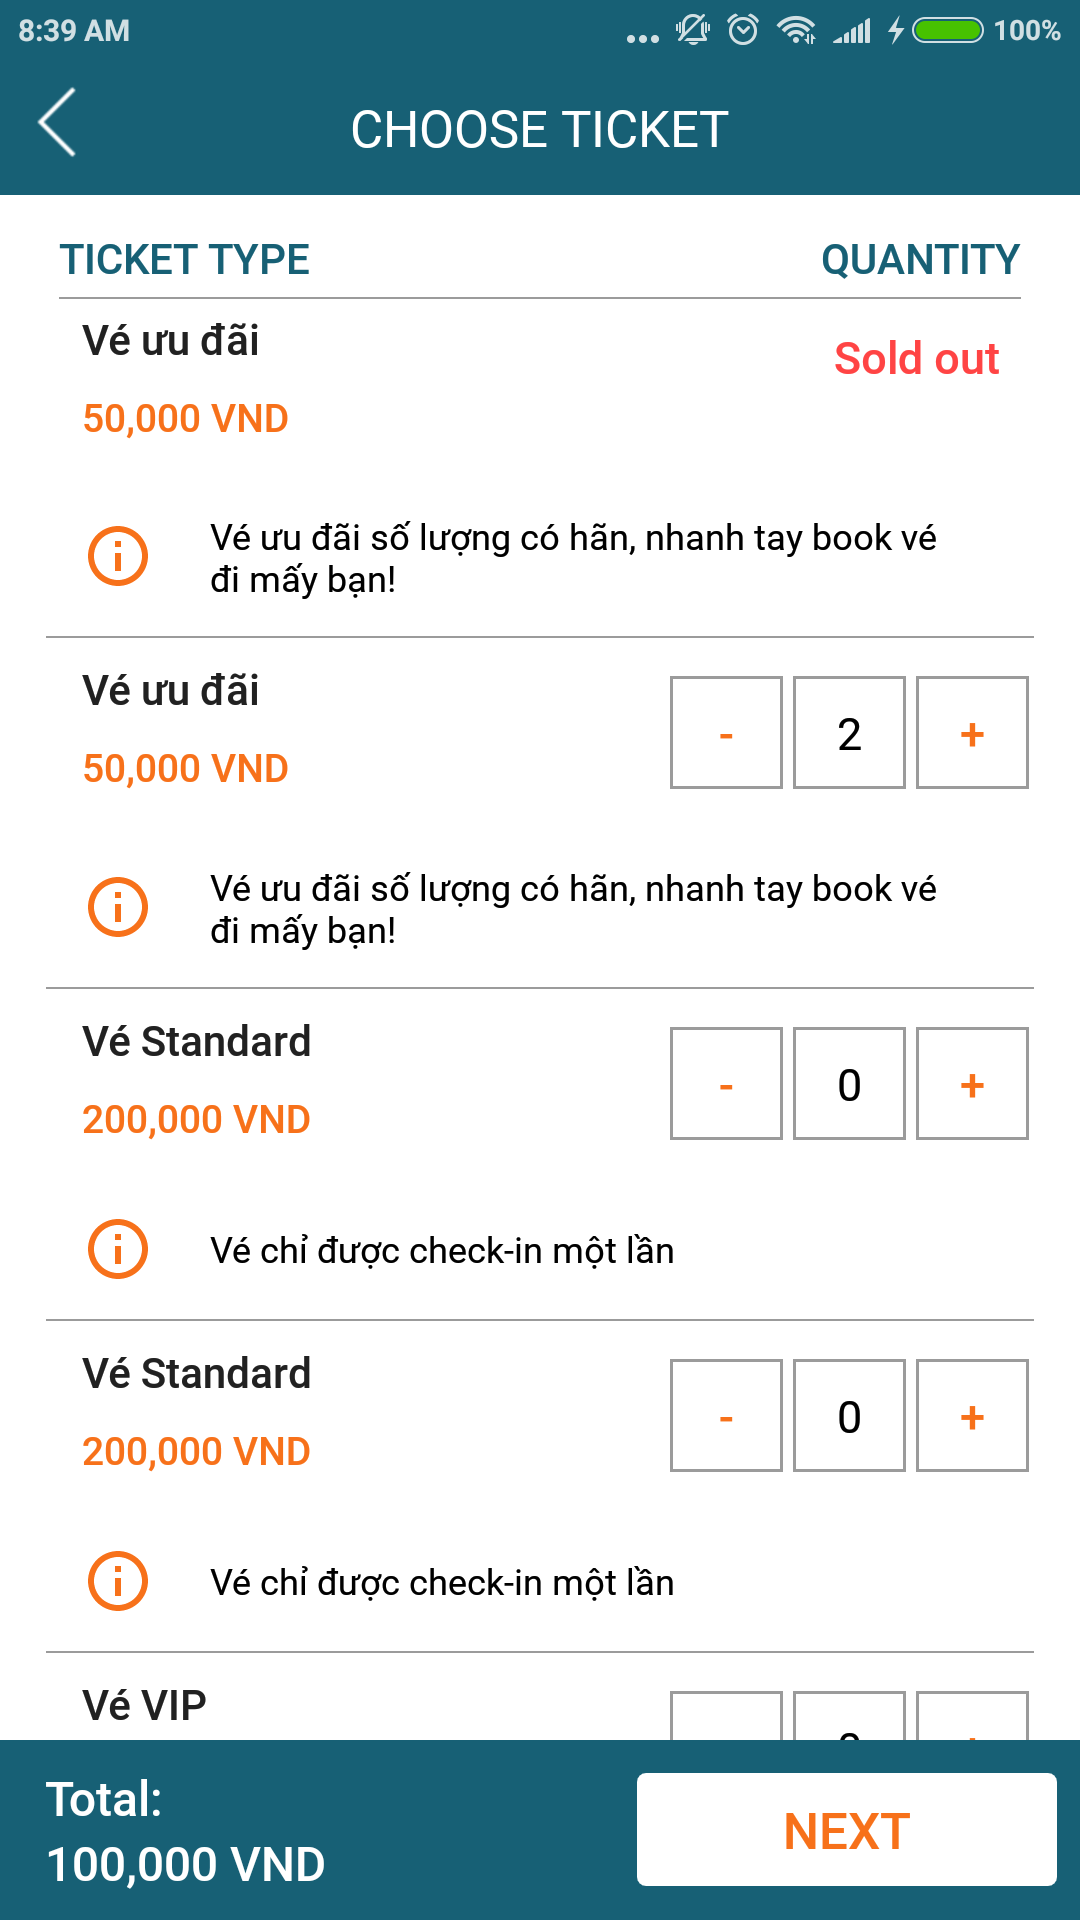 8:39 AM
100%
CHOOSE TICKET
TICKET TYPE QUANTITY
Vé ưu đãi
Sold out
50,000 VND
Vé ưu đãi số lượng có hãn, nhanh tay book vé
đi mấy bạn!
Vé ưu đãi
- 2 +
50,000 VND
Vé ưu đãi số lượng có hãn, nhanh tay book vé
đi mấy bạn!
Vé Standard
- 0 +
200,000 VND
Vé chỉ được check-in một lần
Vé Standard
- 0 +
200,000 VND
Vé chỉ được check-in một lần
Vé VIP
Total:
100,000 VND
NEXT